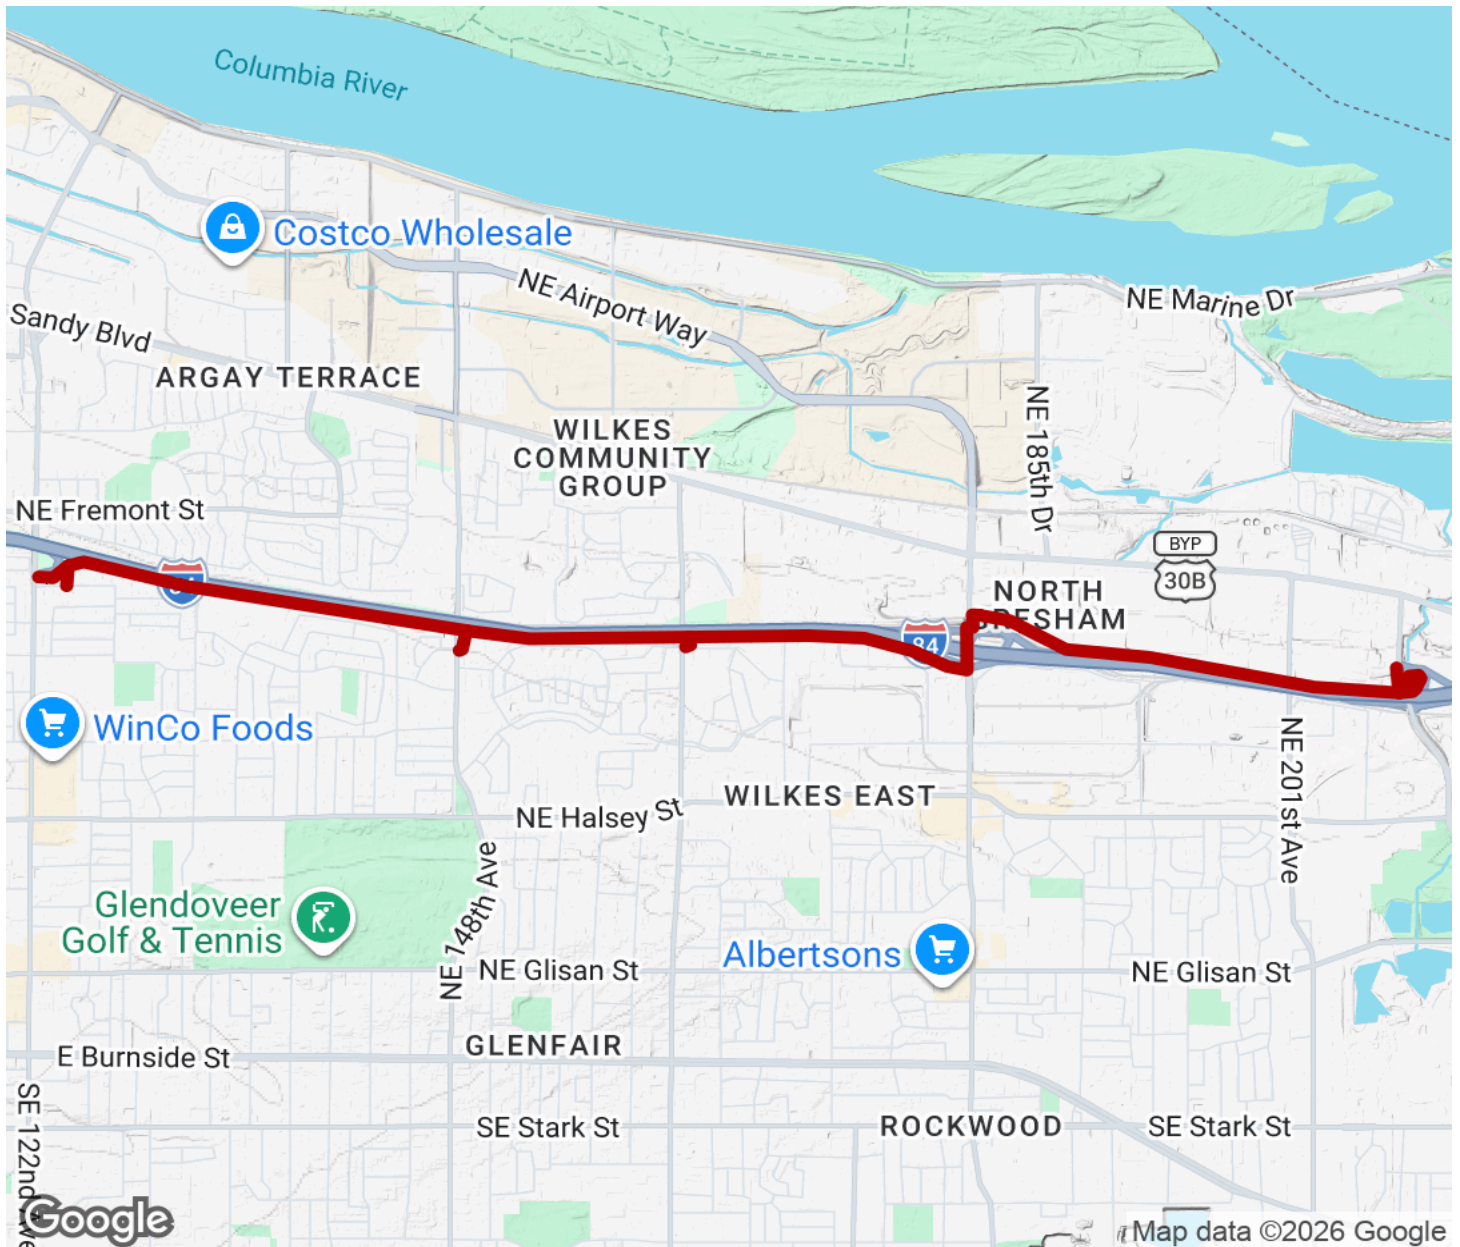 Columbia River
Costco Wholesale
NE Airport Way
NE Marine Dr
Sandy Blvd
ARGAY TERRACE
NE 185th Dr
WILKES
COMMUNITY
GROUP
NE Fremont St
BYP
30B
NORTH
84
WinCo Foods
NE 201st Ave
WILKES EAST
NE Halsey St
NE 148th Ave
Glendoveer
Golf & Tennis
Albertsons
NE Glisan St
NE Glisan St
GLENFAIR
E Burnside St
SE 122nd Ave
SE Stark St
ROCKWOOD
SE Stark St
Google
Map data ©2026 Google